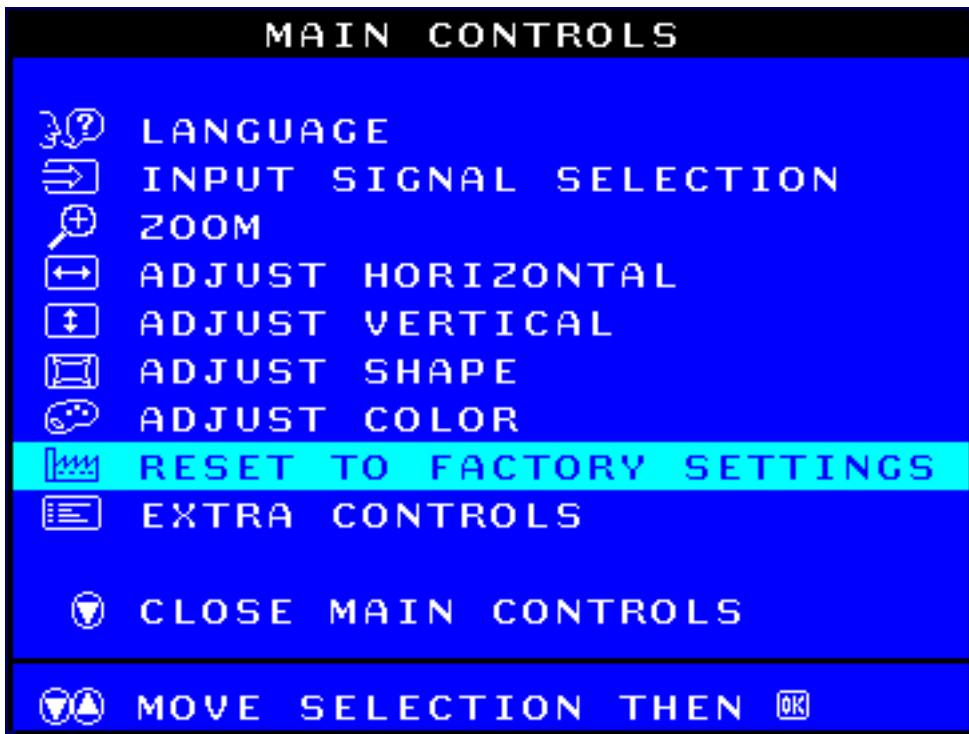 MAIN CONTROLS
LANGUAGE
INPUT SIGNAL SELECTION
ZOOM
ADJUST HORIZONTAL
ADJUST VERTICAL
ADJUST SHAPE
ADJUST COLOR
RESET TO FACTORY SETTINGS
EXTRA CONTROLS
CLOSE MAIN CONTROLS
MOVE SELECTION THEN OK